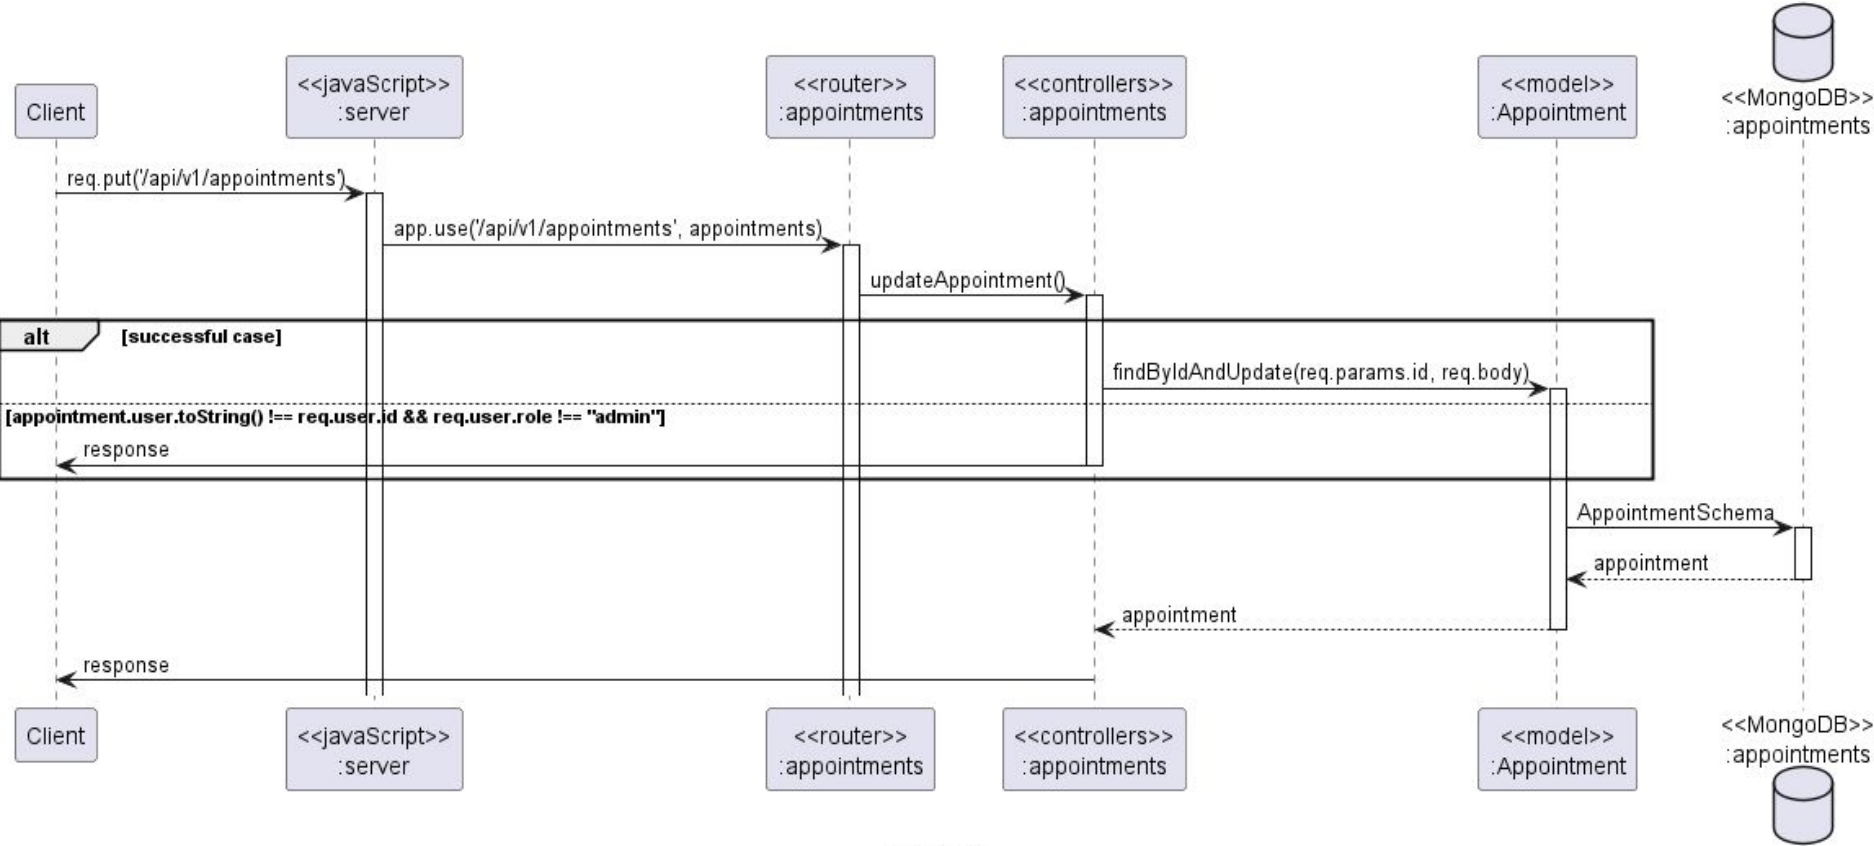 <<MongoDB>>
:appointments
Client
<<javaScript>>
:server
<<router>>
:appointments
<<controllers>>
:appointments
<<model>>
:Appointment
req.put('/api/v1/appointments')
app.use('/api/v1/appointments', appointments)
updateAppointment()
alt [successful case]
findByIdAndUpdate(req.params.id, req.body)
[appointment.user.toString() !== req.user.id && req.user.role !== "admin"]
response
AppointmentSchema
appointment
appointment
response
Client
<<javaScript>>
:server
<<router>>
:appointments
<<controllers>>
:appointments
<<model>>
:Appointment
<<MongoDB>>
:appointments